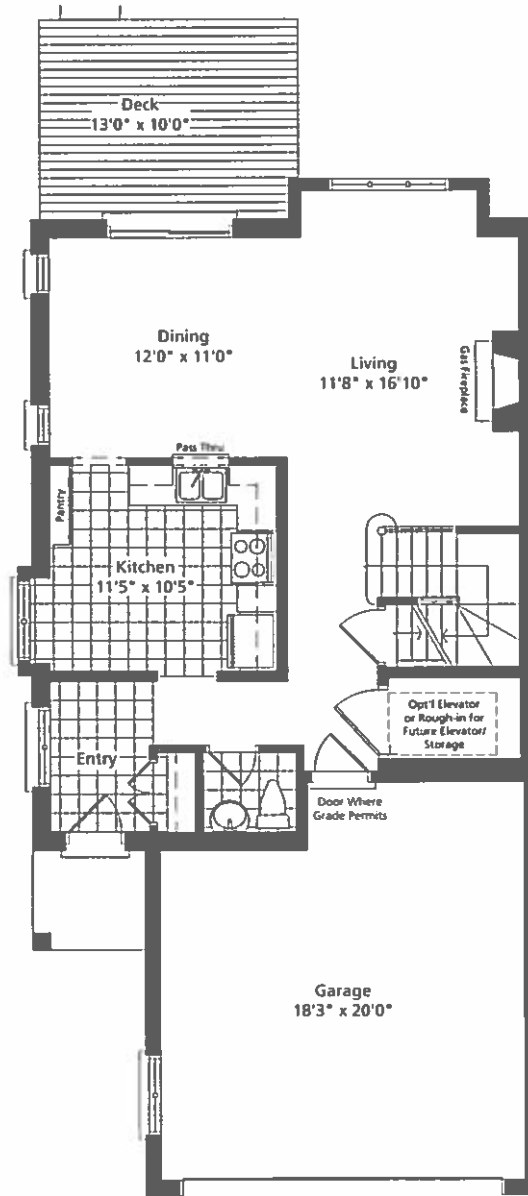 Deck
13'0" x 10'0"
Dining
12'0" x 11'0"
Living
11'8" x 16'10"
Gas Fireplace
Pass Thru
Pantry
Kitchen
11'5" x 10'5"
Opt'l Elevator
or Rough-in for
Future Elevator/
Storage
Entry
Door Where
Grade Permits
Garage
18'3" x 20'0"